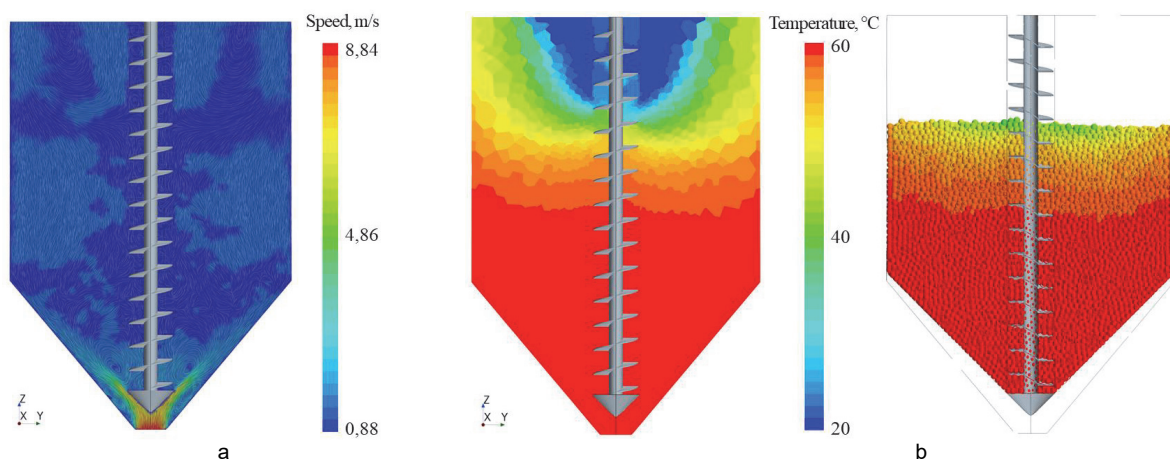 Speed, m/s
8,84
4,86
0,88
Z
X Y
a
Temperature, °C
60
40
20
Z
X Y
Z
X Y
b